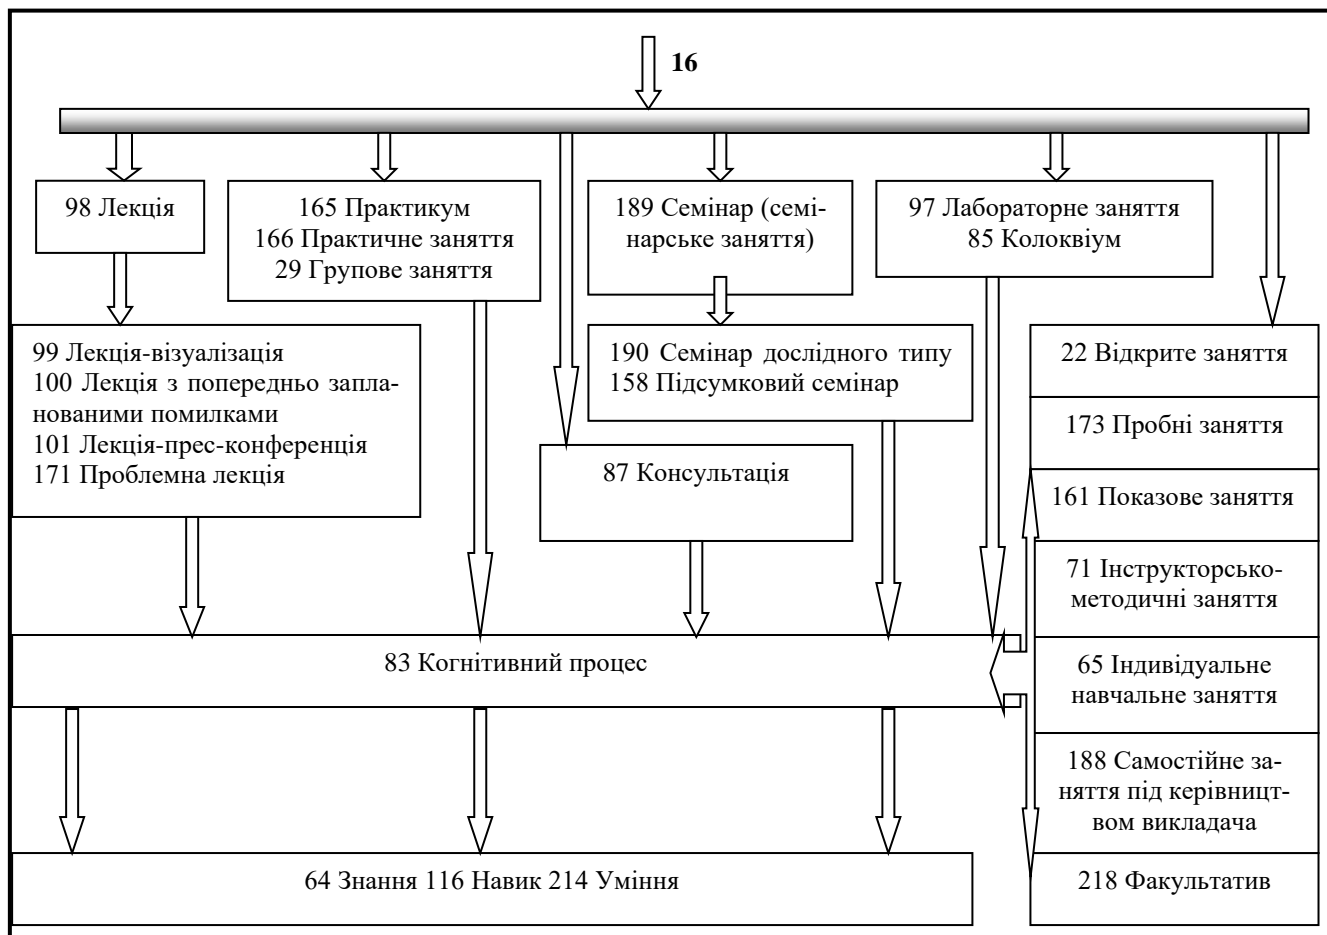 16
98 Лекція
165 Практикум
166 Практичне заняття
29 Групове заняття
189 Семінар (семі-
нарське заняття)
97 Лабораторне заняття
85 Колоквіум
99 Лекція-візуалізація
100 Лекція з попередньо запла-
нованими помилками
101 Лекція-прес-конференція
171 Проблемна лекція
190 Семінар дослідного типу
158 Підсумковий семінар
87 Консультація
22 Відкрите заняття
173 Пробні заняття
161 Показове заняття
71 Інструкторсько-
методичні заняття
65 Індивідуальне
навчальне заняття
188 Самостійне за-
няття під керівницт-
вом викладача
218 Факультатив
83 Когнітивний процес
64 Знання 116 Навик 214 Уміння